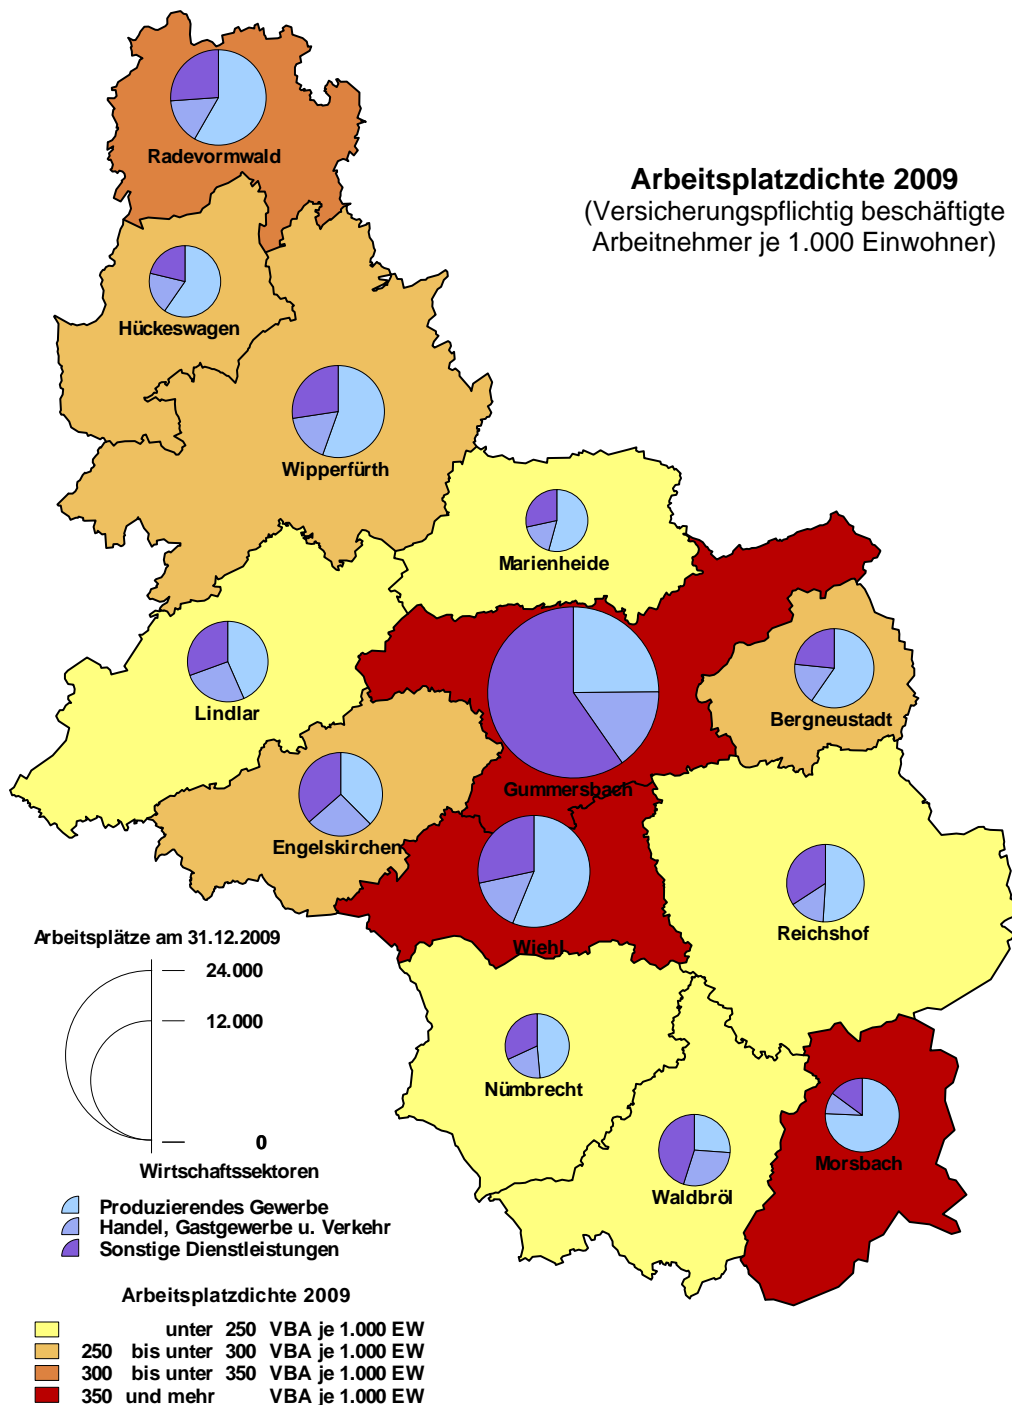 Radevormwald
Arbeitsplatzdichte 2009
(Versicherungspflichtig beschäftigte
Arbeitnehmer je 1.000 Einwohner)
Hückeswagen
Wipperfürth
Marienheide
Lindlar
Bergneustadt
Gummersbach
Engelskirchen
Reichshof
Wiehl
Nümbrecht
Morsbach
Waldbröl
Arbeitsplätze am 31.12.2009
24.000
12.000
0
Wirtschaftssektoren
Produzierendes Gewerbe
Handel, Gastgewerbe u. Verkehr
Sonstige Dienstleistungen
Arbeitsplatzdichte 2009
unter 250 VBA je 1.000 EW
250 bis unter 300 VBA je 1.000 EW
300 bis unter 350 VBA je 1.000 EW
350 und mehr VBA je 1.000 EW